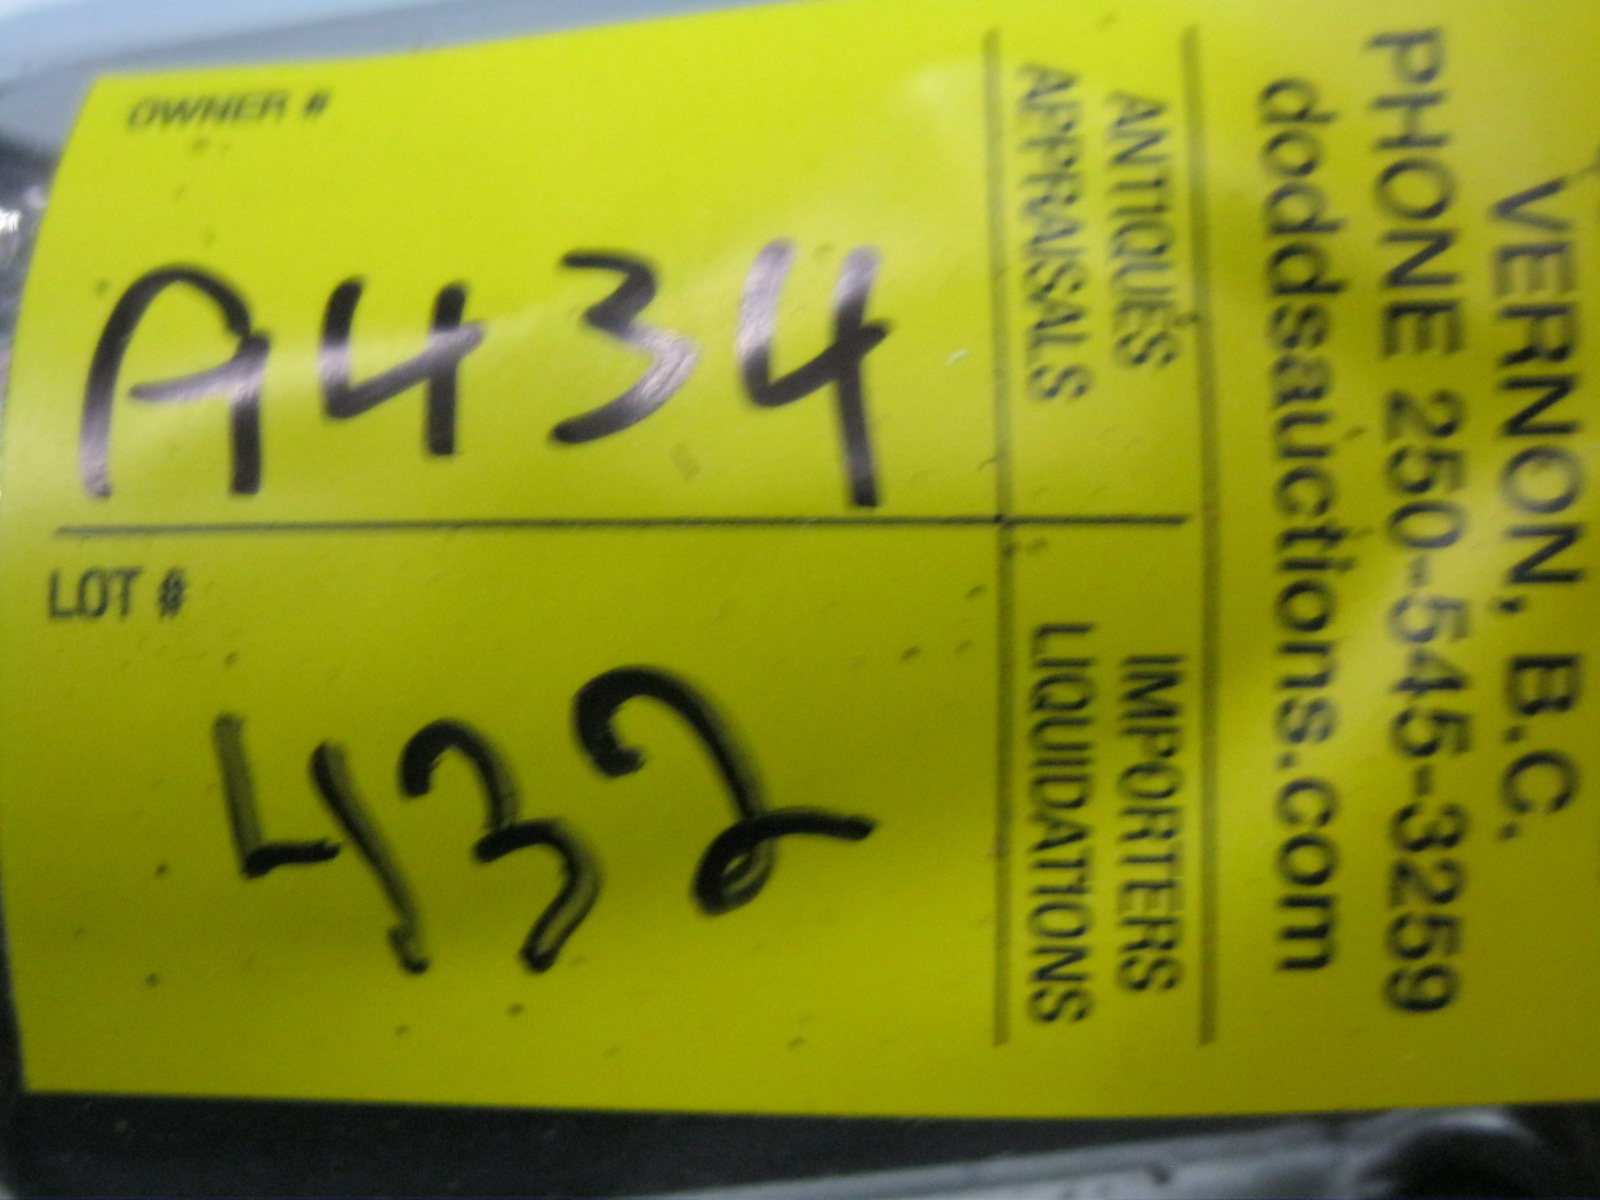 VERNON, B.C.
PHONE 250-545-3259
doddsauctions.com
ANTIQUES
APPRAISALS
IMPORTERS
LIQUIDATIONS
OWNER #
A434
LOT #
432